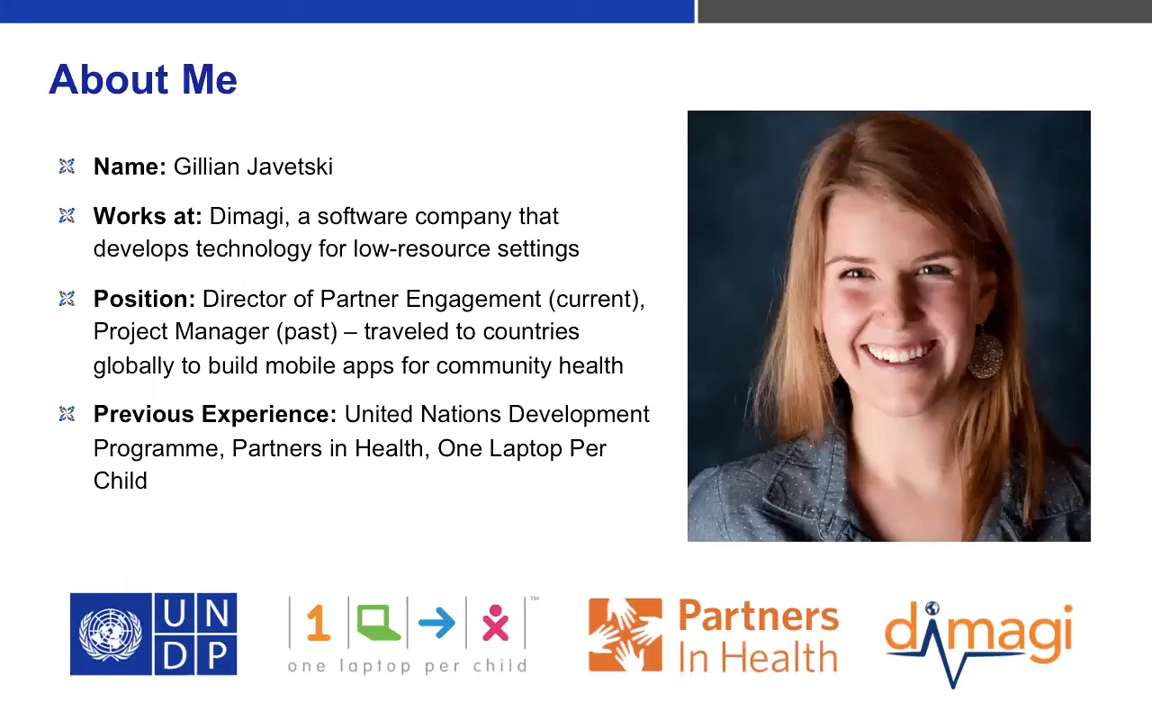 About Me
Name: Gillian Javetski
Works at: Dimagi, a software company that
develops technology for low-resource settings
Position: Director of Partner Engagement (current),
Project Manager (past) – traveled to countries
globally to build mobile apps for community health
Previous Experience: United Nations Development
Programme, Partners in Health, One Laptop Per
Child
U N
D P
1
™
one laptop per child
Partners
In Health
dimagi